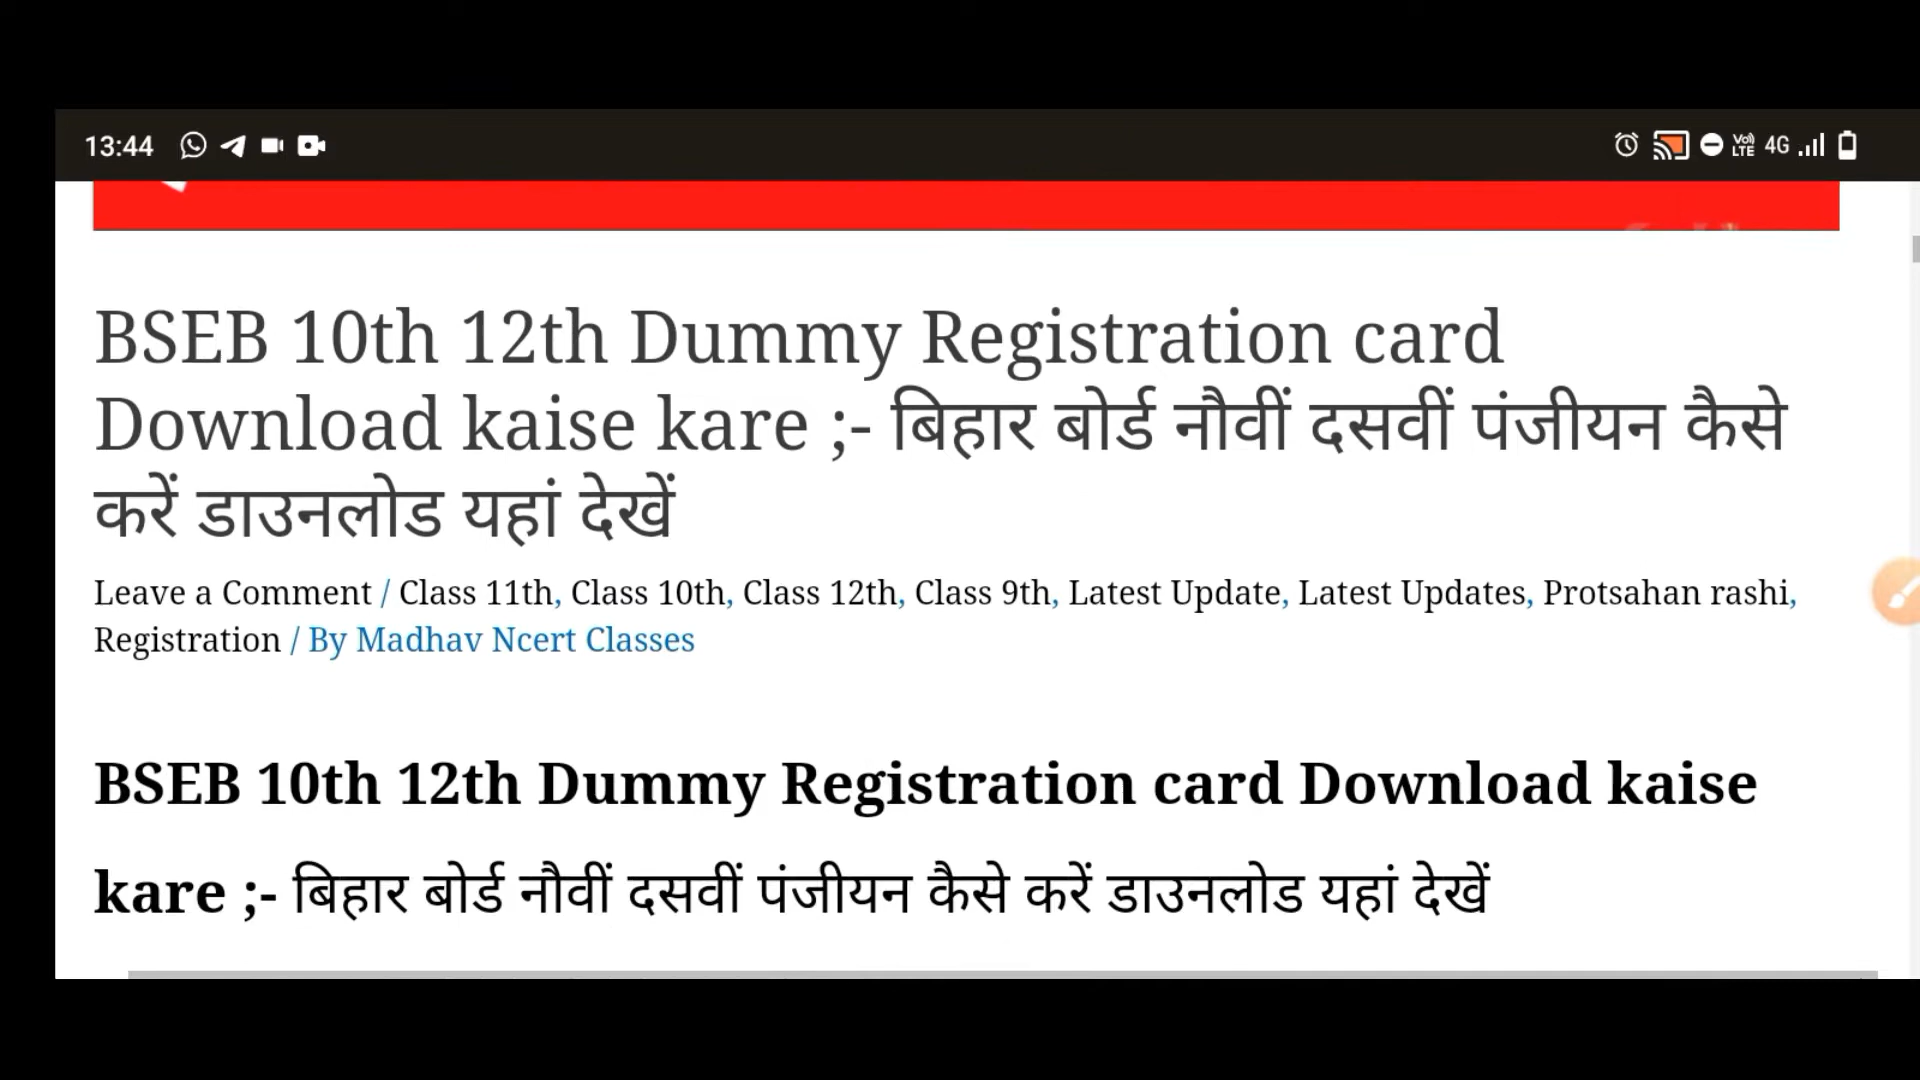 13:44 Vo) LTE 4G
BSEB 10th 12th Dummy Registration card
Download kaise kare ;- बिहार बोर्ड नौवीं दसवीं पंजीयन कैसे
करें डाउनलोड यहां देखें
Leave a Comment / Class 11th, Class 10th, Class 12th, Class 9th, Latest Update, Latest Updates, Protsahan rashi,
Registration / By Madhav Ncert Classes
BSEB 10th 12th Dummy Registration card Download kaise
kare ;- बिहार बोर्ड नौवीं दसवीं पंजीयन कैसे करें डाउनलोड यहां देखें